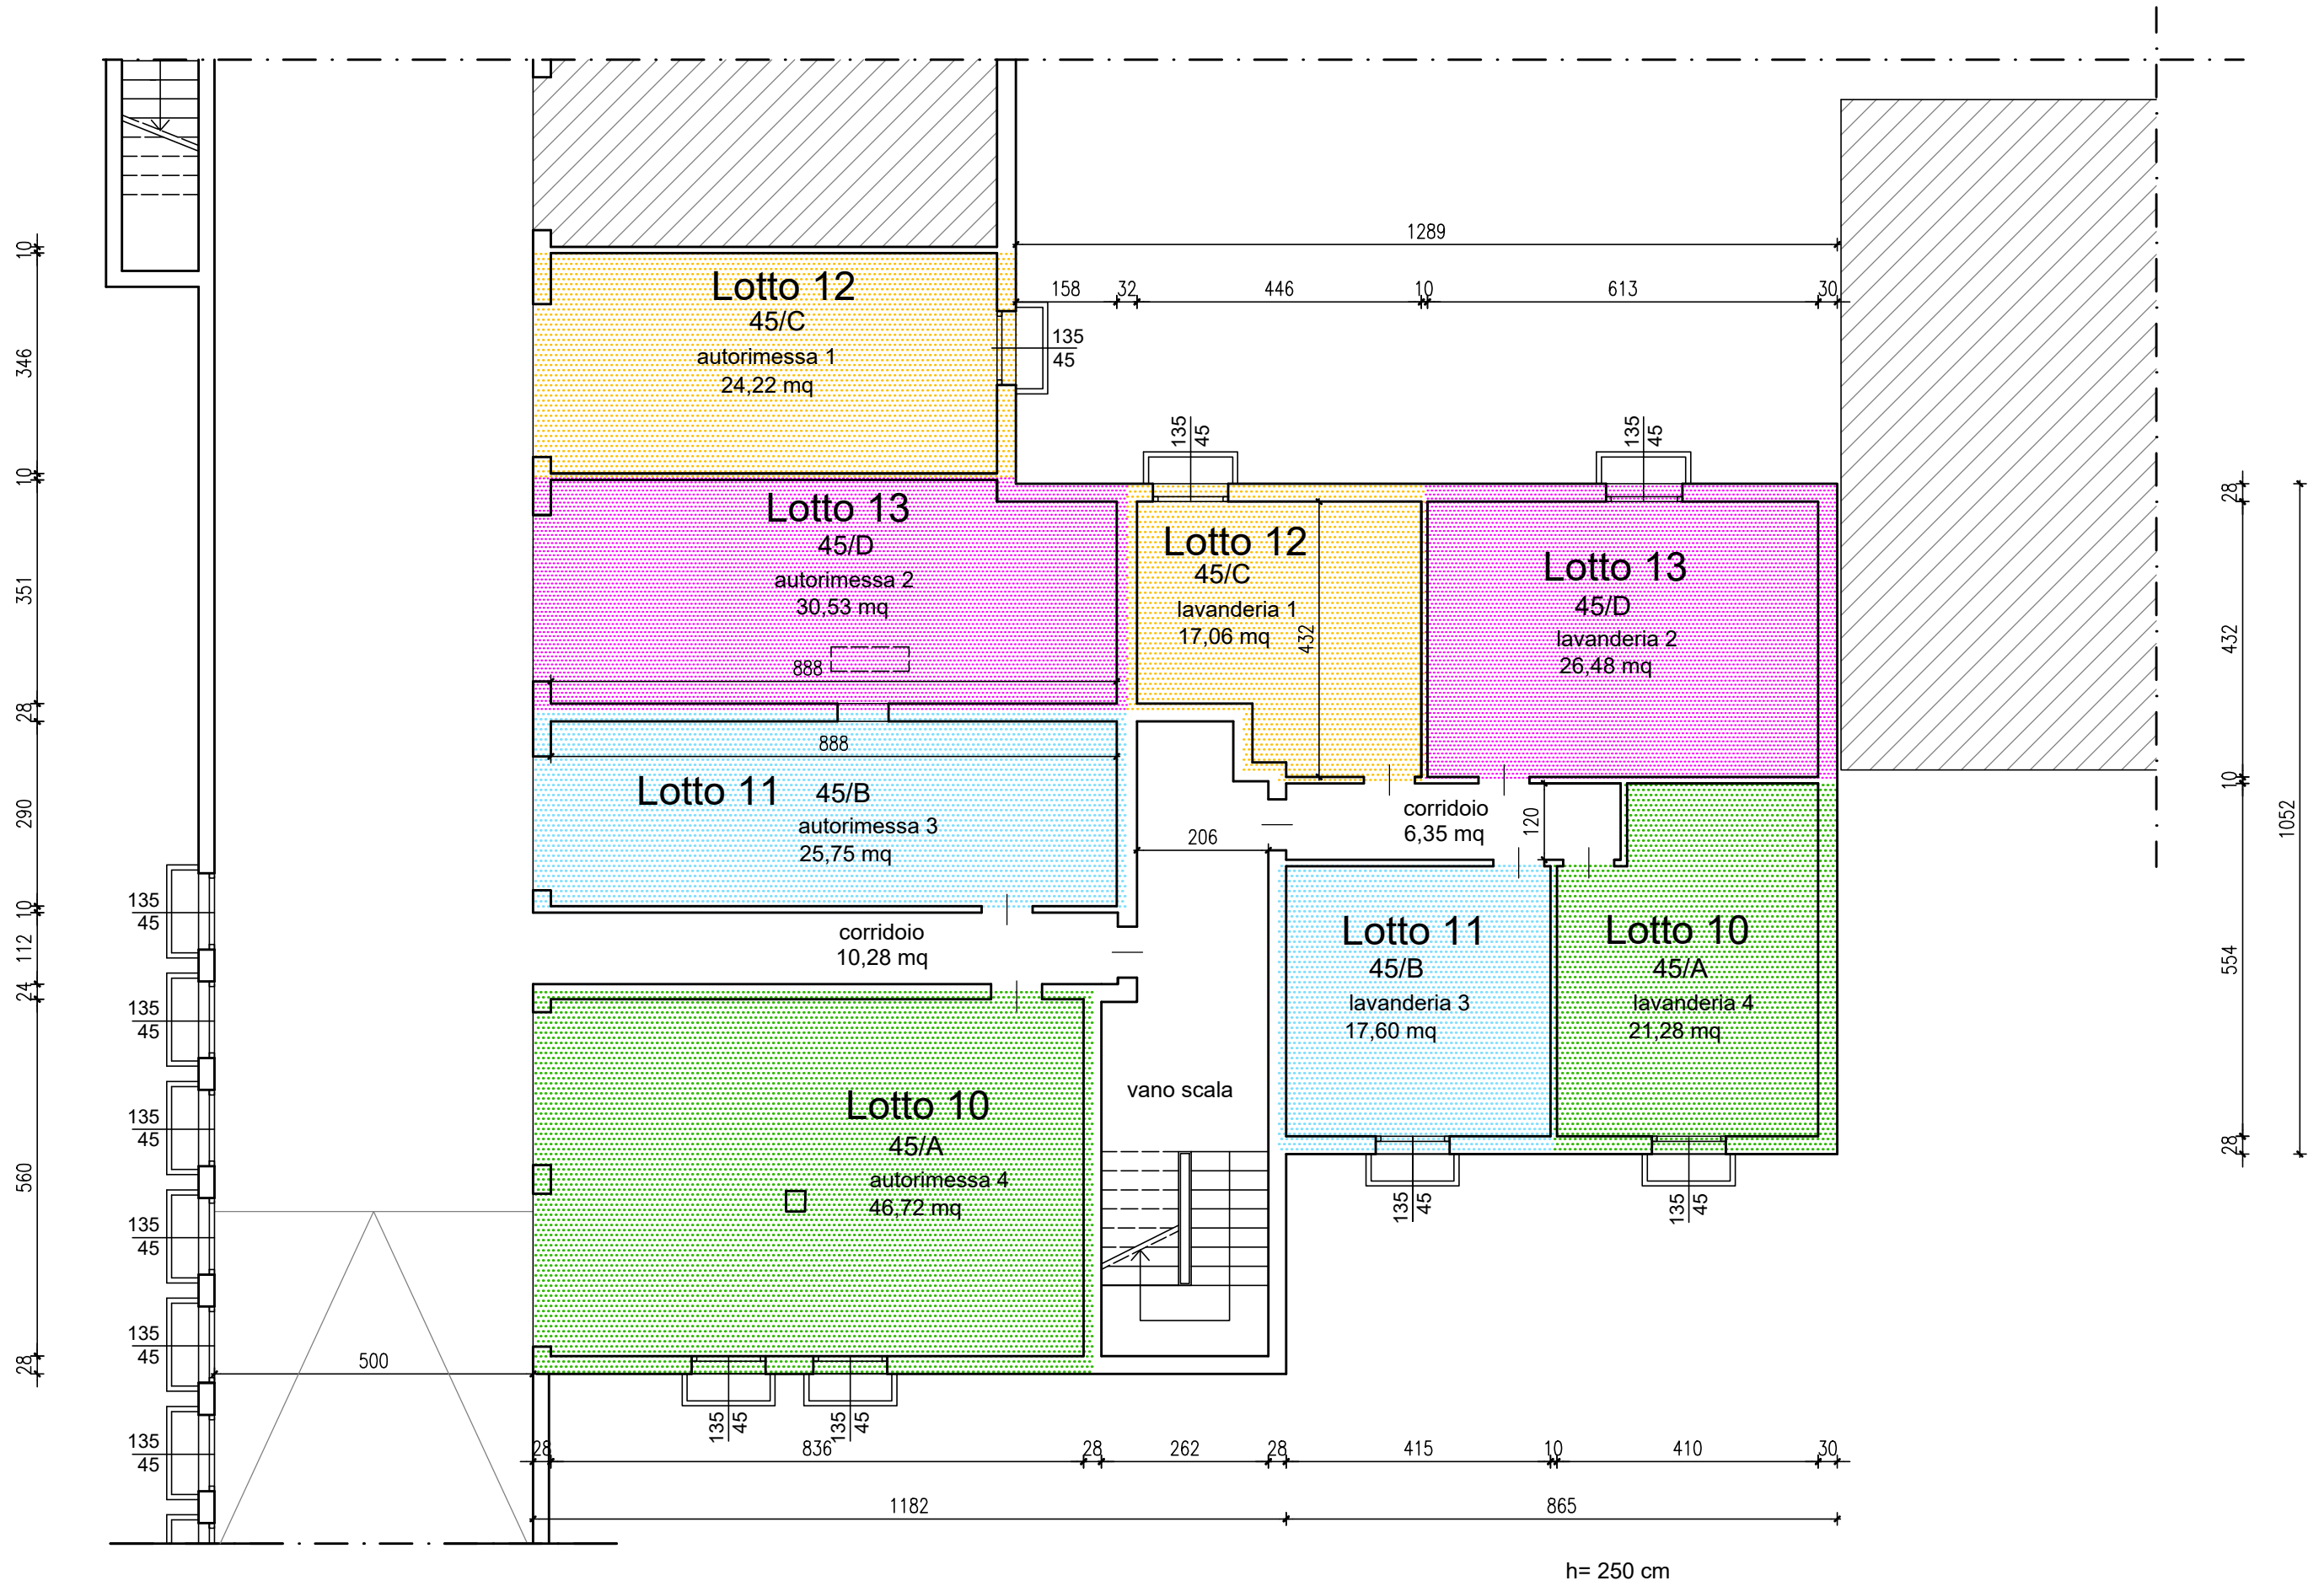 1289
158 32 446 10 613 30
10
346
10
351
28
290
10
112
24
560
28
Lotto 12
45/C
autorimessa 1
24,22 mq
135
45
135
45
135
45
Lotto 13
45/D
autorimessa 2
30,53 mq
888
Lotto 12
45/C
lavanderia 1
17,06 mq
432
Lotto 13
45/D
lavanderia 2
26,48 mq
888
Lotto 11 45/B
autorimessa 3
25,75 mq
206
corridoio
6,35 mq
120
corridoio
10,28 mq
Lotto 11
45/B
lavanderia 3
17,60 mq
Lotto 10
45/A
lavanderia 4
21,28 mq
vano scala
Lotto 10
45/A
autorimessa 4
46,72 mq
135
45
135
45
135
45
135
45
135
45
135
45
135
45
135
45
135
45
135
45
500
28
432
10
554
28
1052
28 836 28 262 28 415 10 410 30
1182 865
h= 250 cm